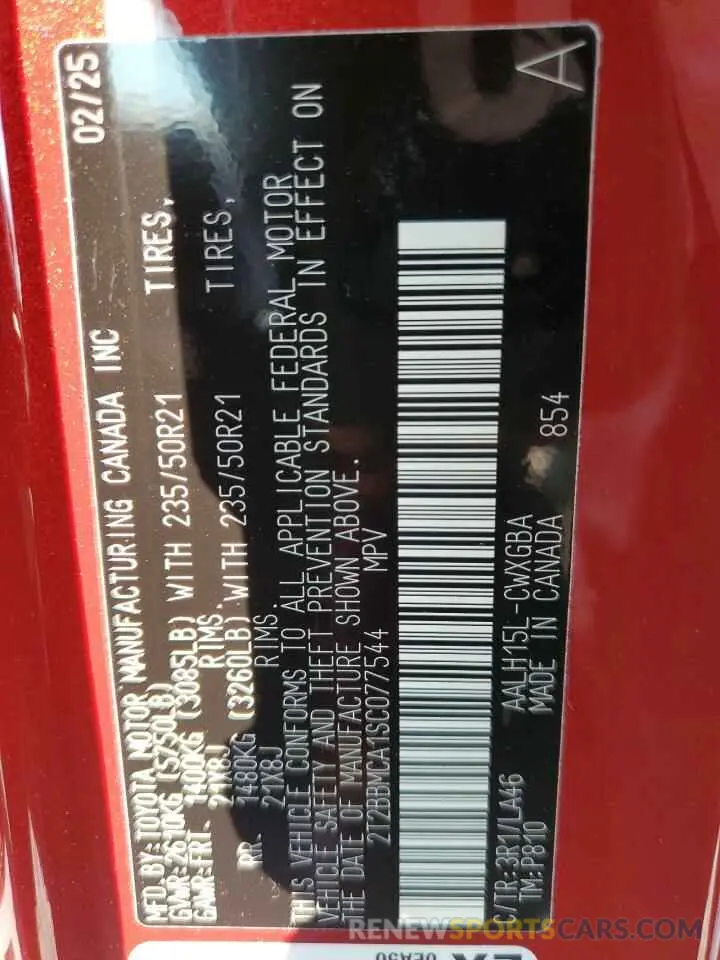 MFD.BY:TOYOTA MOTOR MANUFACTURING CANADA INC 02/25
GVWR:2610KG (5750LB)
GAWR:FRT. 1400KG (3085LB) WITH 235/50R21 TIRES,
21X8J RIMS.
RR. 1480KG (3260LB) WITH 235/50R21 TIRES,
21X8J RIMS.
THIS VEHICLE CONFORMS TO ALL APPLICABLE FEDERAL MOTOR
VEHICLE SAFETY AND THEFT PREVENTION STANDARDS IN EFFECT ON
THE DATE OF MANUFACTURE SHOWN ABOVE.
2T2BBMCA1SC077544 MPV
C/TR:3R1/LA46 AALH15L-CWXGBA
TM:P810 MADE IN CANADA 854 A
0EA50
RENEWSPORTSCARS.COM